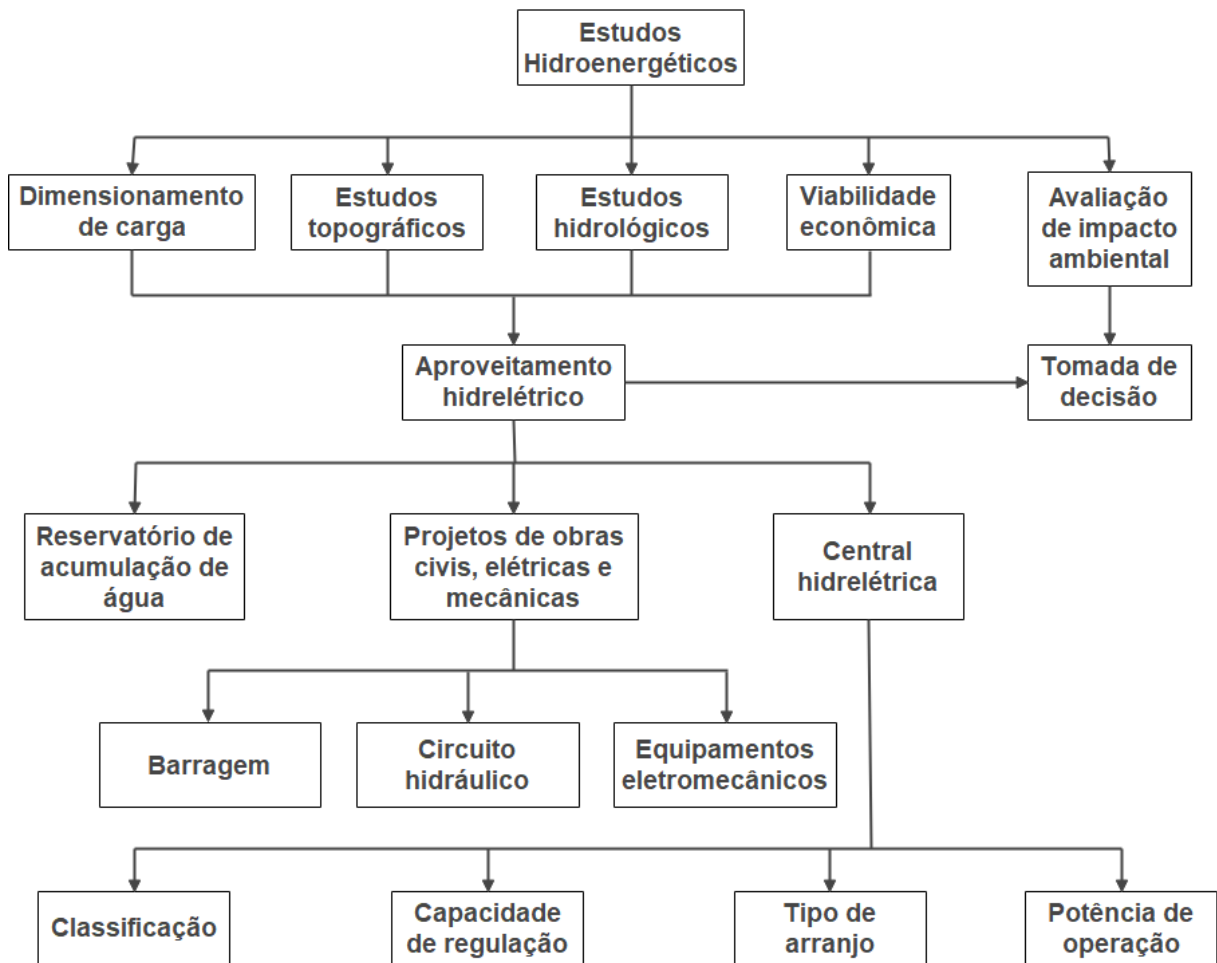 Estudos
Hidroenergéticos
Dimensionamento
de carga
Estudos
topográficos
Estudos
hidrológicos
Viabilidade
econômica
Avaliação
de impacto
ambiental
Aproveitamento
hidrelétrico
Tomada de
decisão
Reservatório de
acumulação de
água
Projetos de obras
civis, elétricas e
mecânicas
Central
hidrelétrica
Barragem
Circuito
hidráulico
Equipamentos
eletromecânicos
Classificação
Capacidade
de regulação
Tipo de
arranjo
Potência de
operação